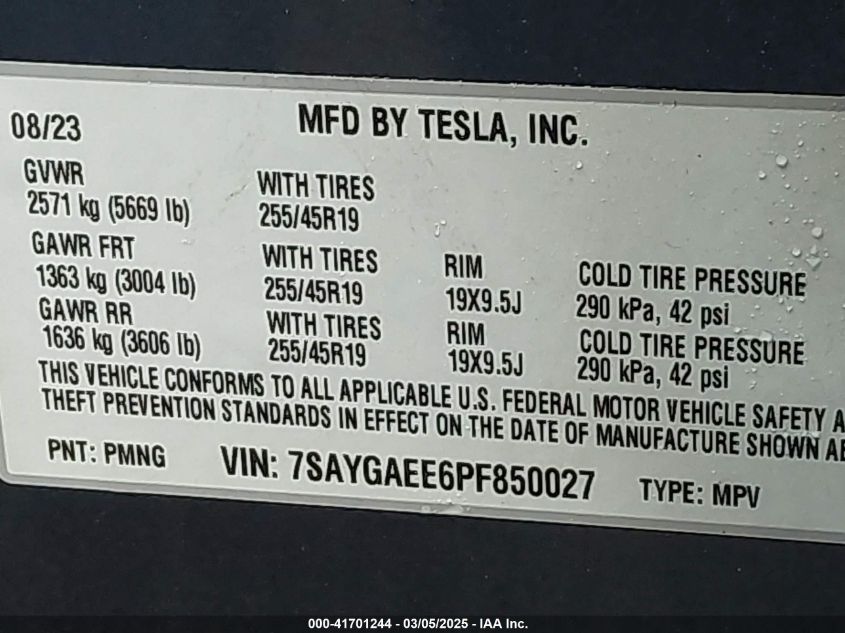 08/23 MFD BY TESLA, INC.
GVWR
2571 kg (5669 lb) WITH TIRES 255/45R19
GAWR FRT
1363 kg (3004 lb) WITH TIRES 255/45R19 RIM 19X9.5J COLD TIRE PRESSURE 290 kPa, 42 psi
GAWR RR
1636 kg (3606 lb) WITH TIRES 255/45R19 RIM 19X9.5J COLD TIRE PRESSURE 290 kPa, 42 psi
THIS VEHICLE CONFORMS TO ALL APPLICABLE U.S. FEDERAL MOTOR VEHICLE SAFETY A
THEFT PREVENTION STANDARDS IN EFFECT ON THE DATE OF MANUFACTURE SHOWN AB
PNT: PMNG VIN: 7SAYGAEE6PF850027 TYPE: MPV
000-41701244 - 03/05/2025 - IAA Inc.